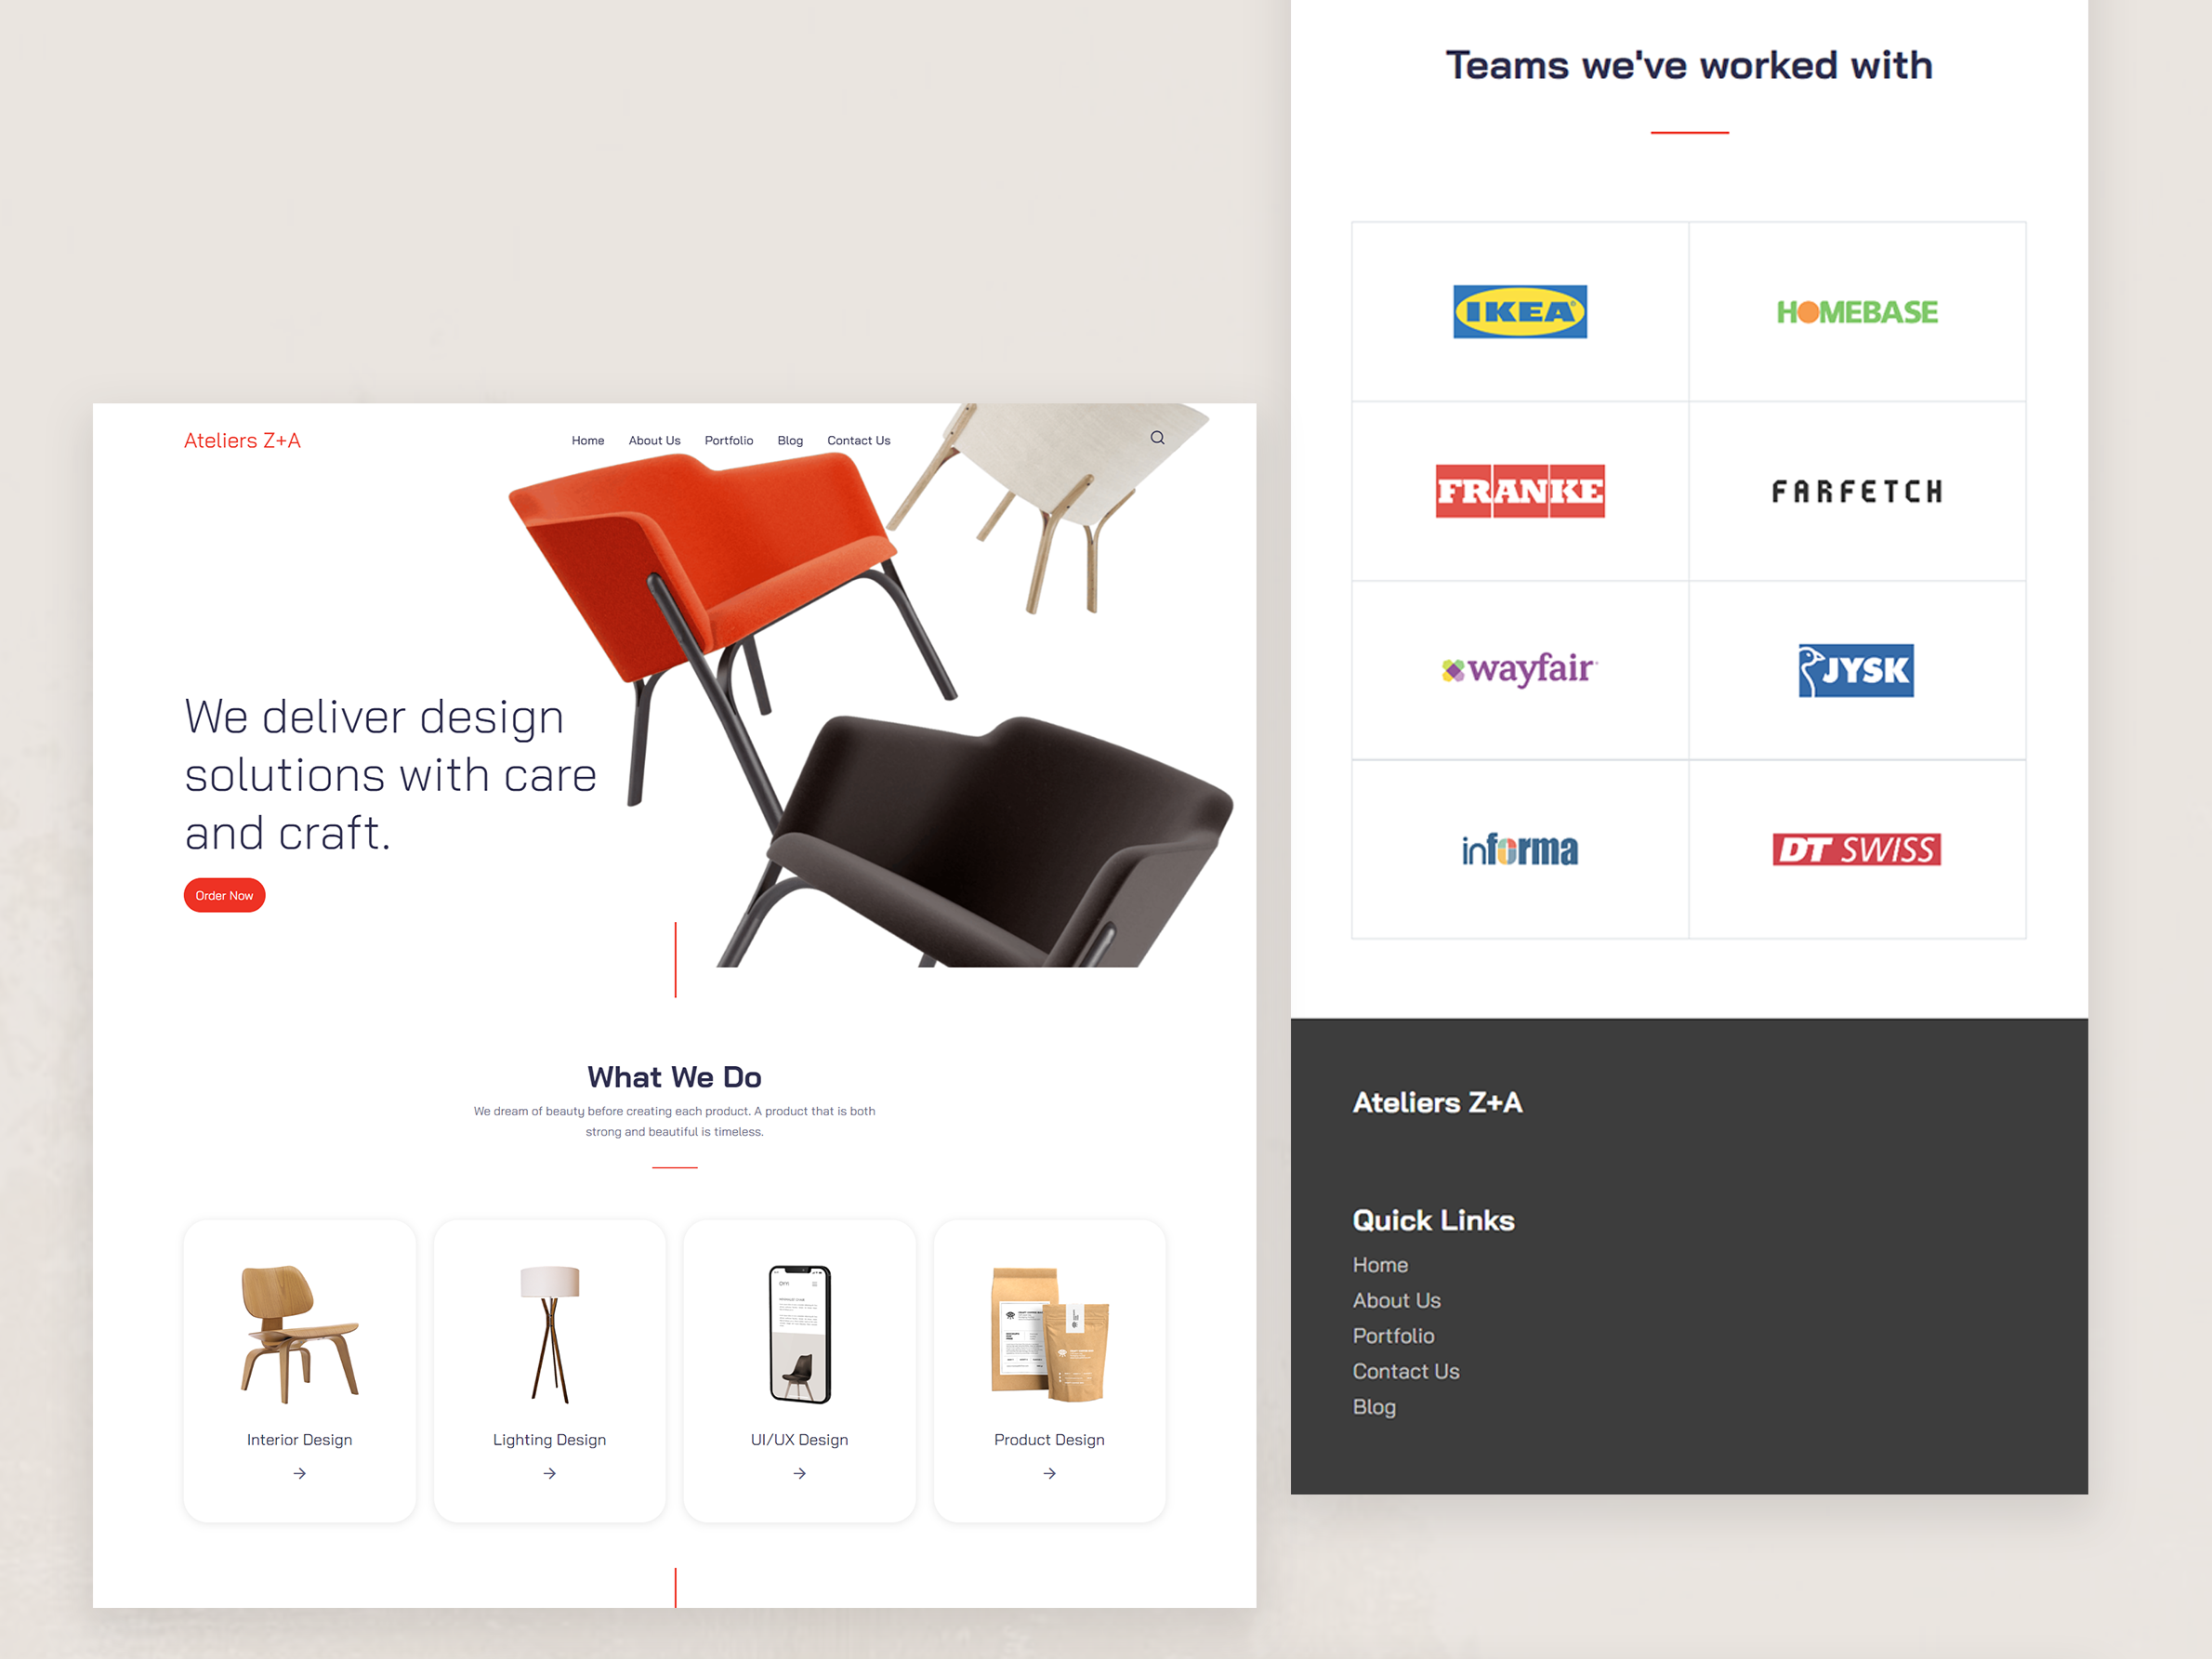 Ateliers Z+A
Home
About Us
Portfolio
Blog
Contact Us
We deliver design
solutions with care
and craft.
Order Now
What We Do
We dream of beauty before creating each product. A product that is both
strong and beautiful is timeless.
Interior Design
Lighting Design
UI/UX Design
Product Design
Teams we've worked with
IKEA
HOMEBASE
FRANKE
FARFETCH
wayfair
JYSK
informa
DT SWISS
Ateliers Z+A
Quick Links
Home
About Us
Portfolio
Contact Us
Blog